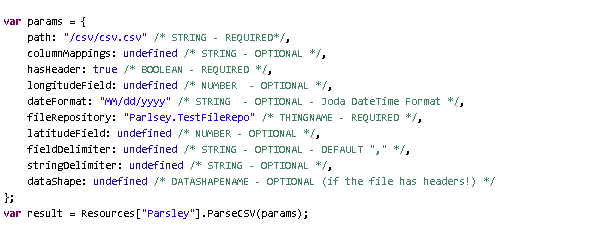 var params = {
    path: "/csv/csv.csv" /* STRING - REQUIRED*/,
    columnMappings: undefined /* STRING - OPTIONAL */,
    hasHeader: true /* BOOLEAN - REQUIRED */,
    longitudeField: undefined /* NUMBER  - OPTIONAL */,
    dateFormat: "MM/dd/yyyy" /* STRING  - OPTIONAL - Joda DateTime Format */,
    fileRepository: "Parlsey.TestFileRepo" /* THINGNAME - REQUIRED */,
    latitudeField: undefined /* NUMBER - OPTIONAL */,
    fieldDelimiter: undefined /* STRING - OPTIONAL - DEFAULT "," */,
    stringDelimiter: undefined /* STRING - OPTIONAL */,
    dataShape: undefined /* DATASHAPENAME - OPTIONAL (if the file has headers!) */
};
var result = Resources["Parsley"].ParseCSV(params);